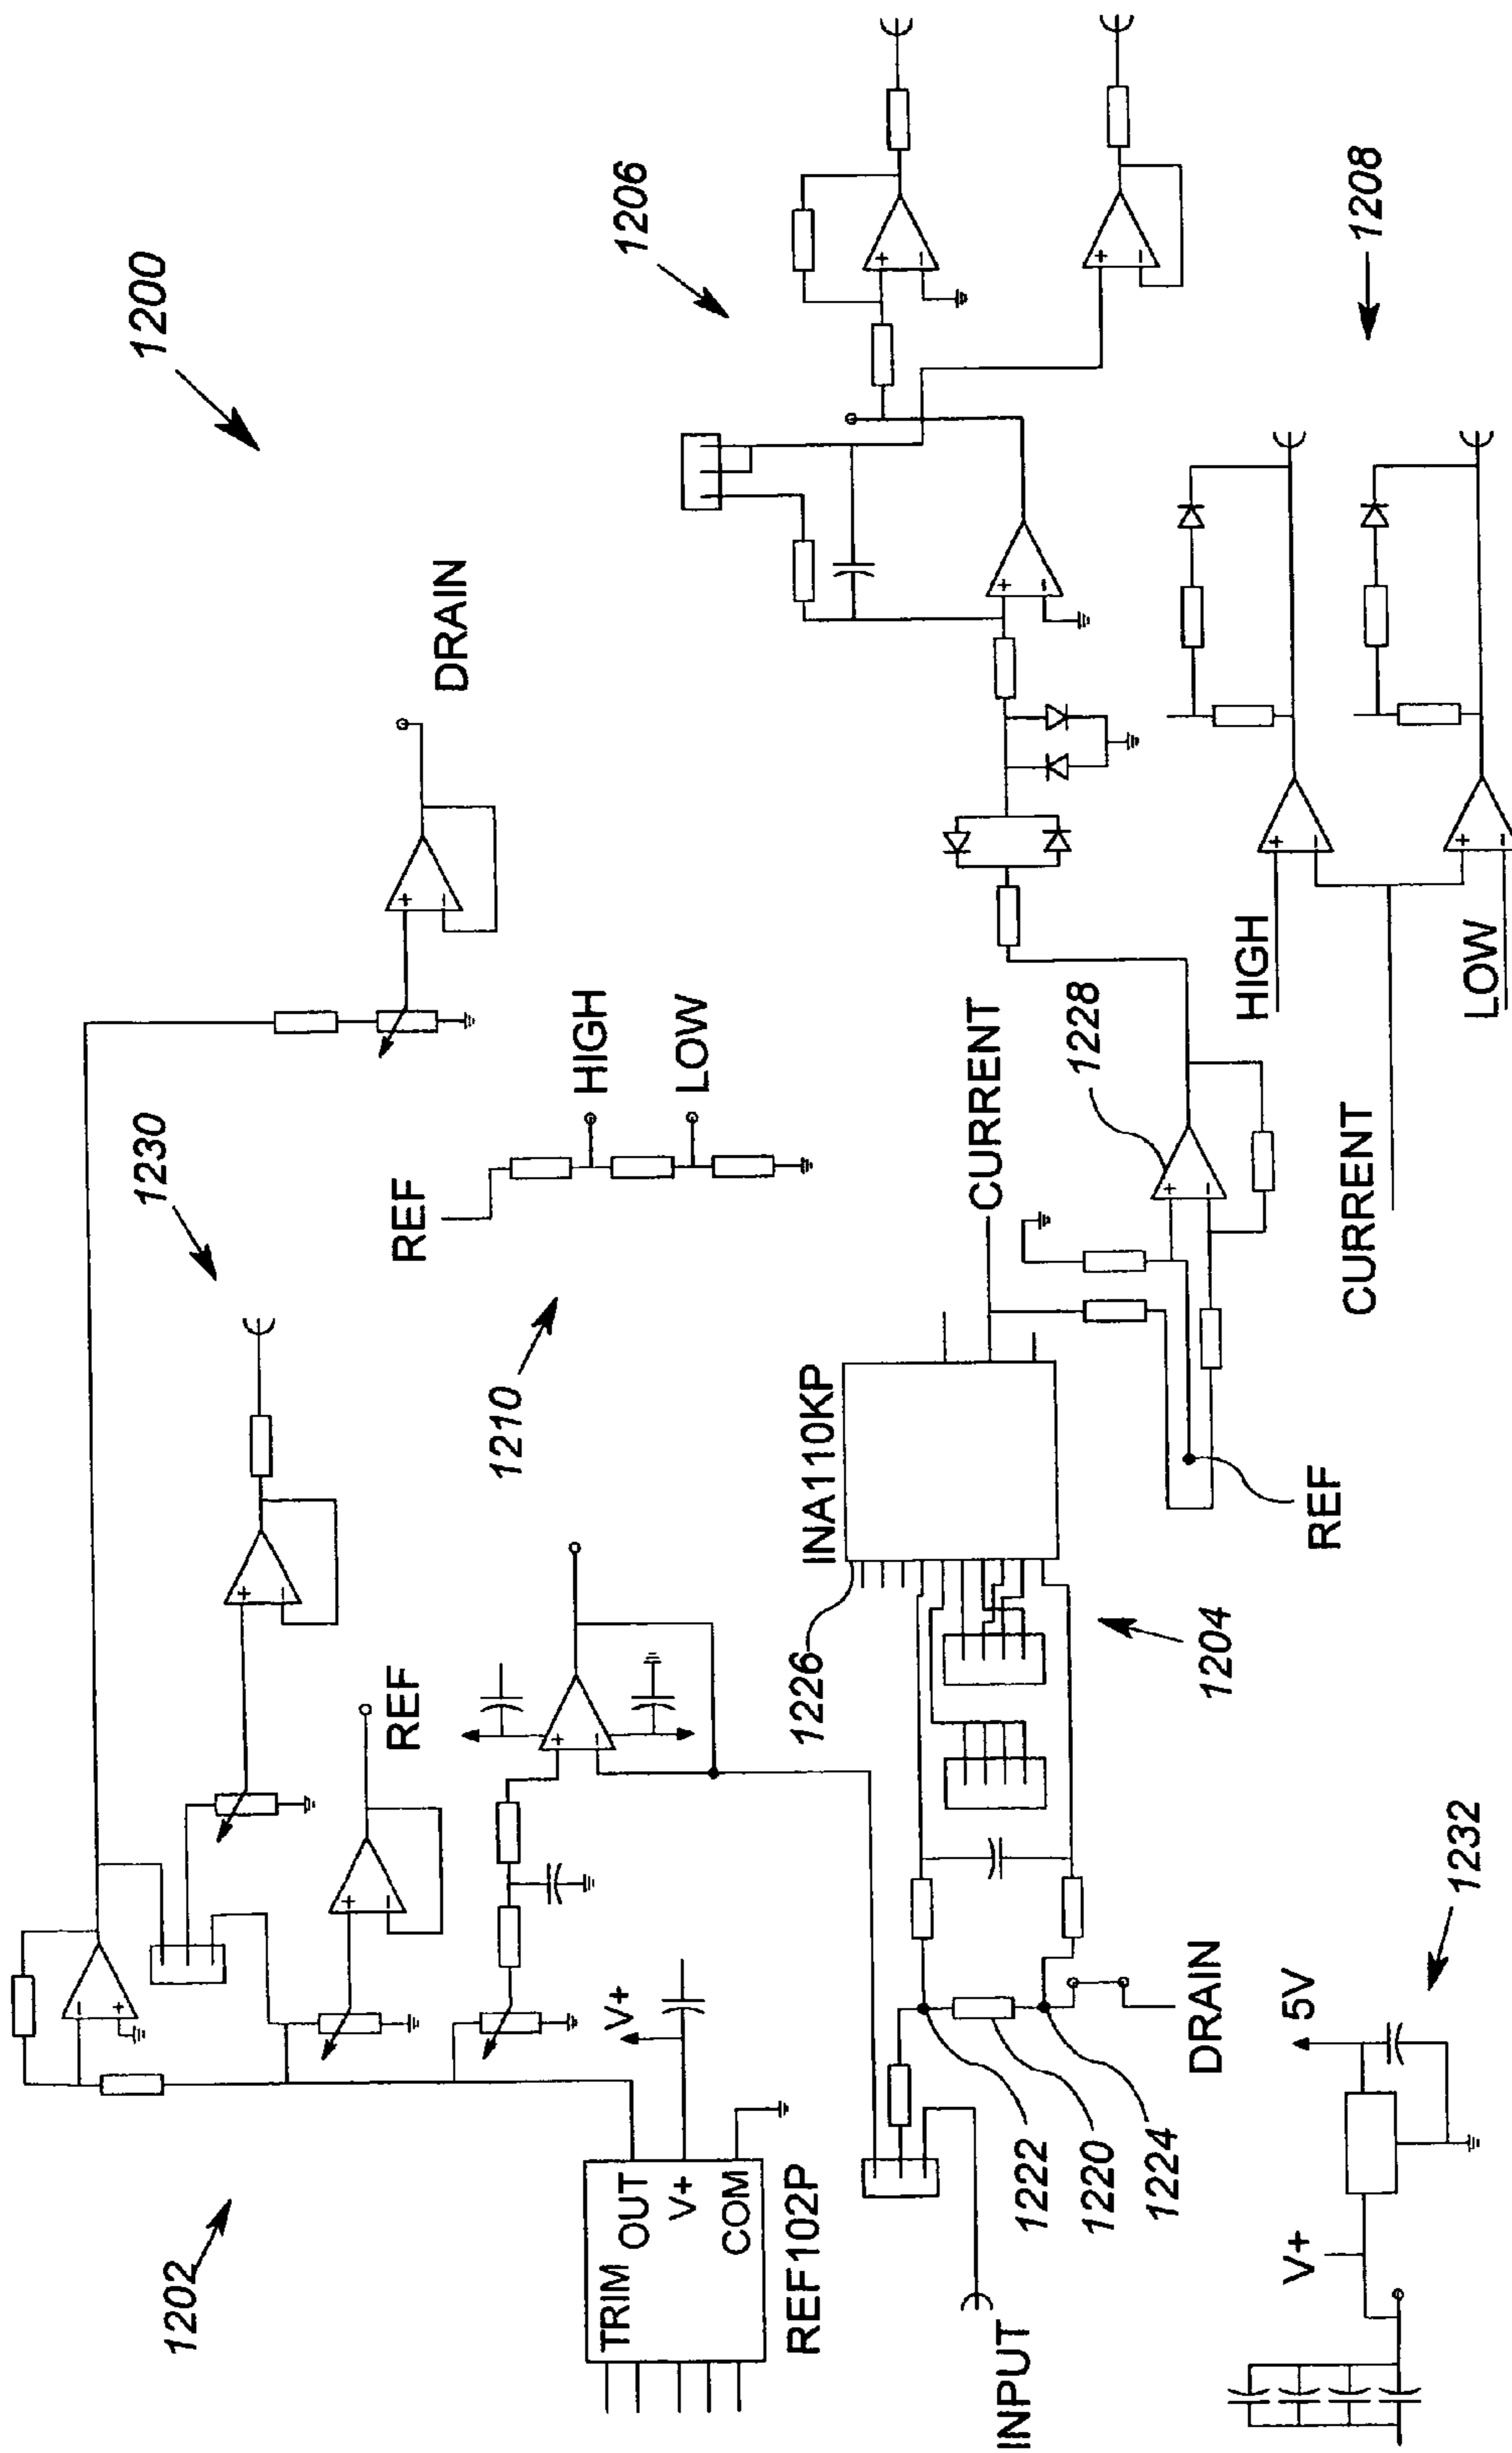 1200
1202
1230
DRAIN
REF
REF
HIGH
LOW
1210
1206
TRIM
OUT
V+
COM
REF102P
V+
INA110KP
1226
1204
CURRENT
1228
REF
INPUT
1222
1220
1224
DRAIN
HIGH
LOW
CURRENT
1208
V+
5V
1232
+
−
+
−
+
−
+
−
+
−
+
−
+
−
+
−
+
−
+
−
+
−